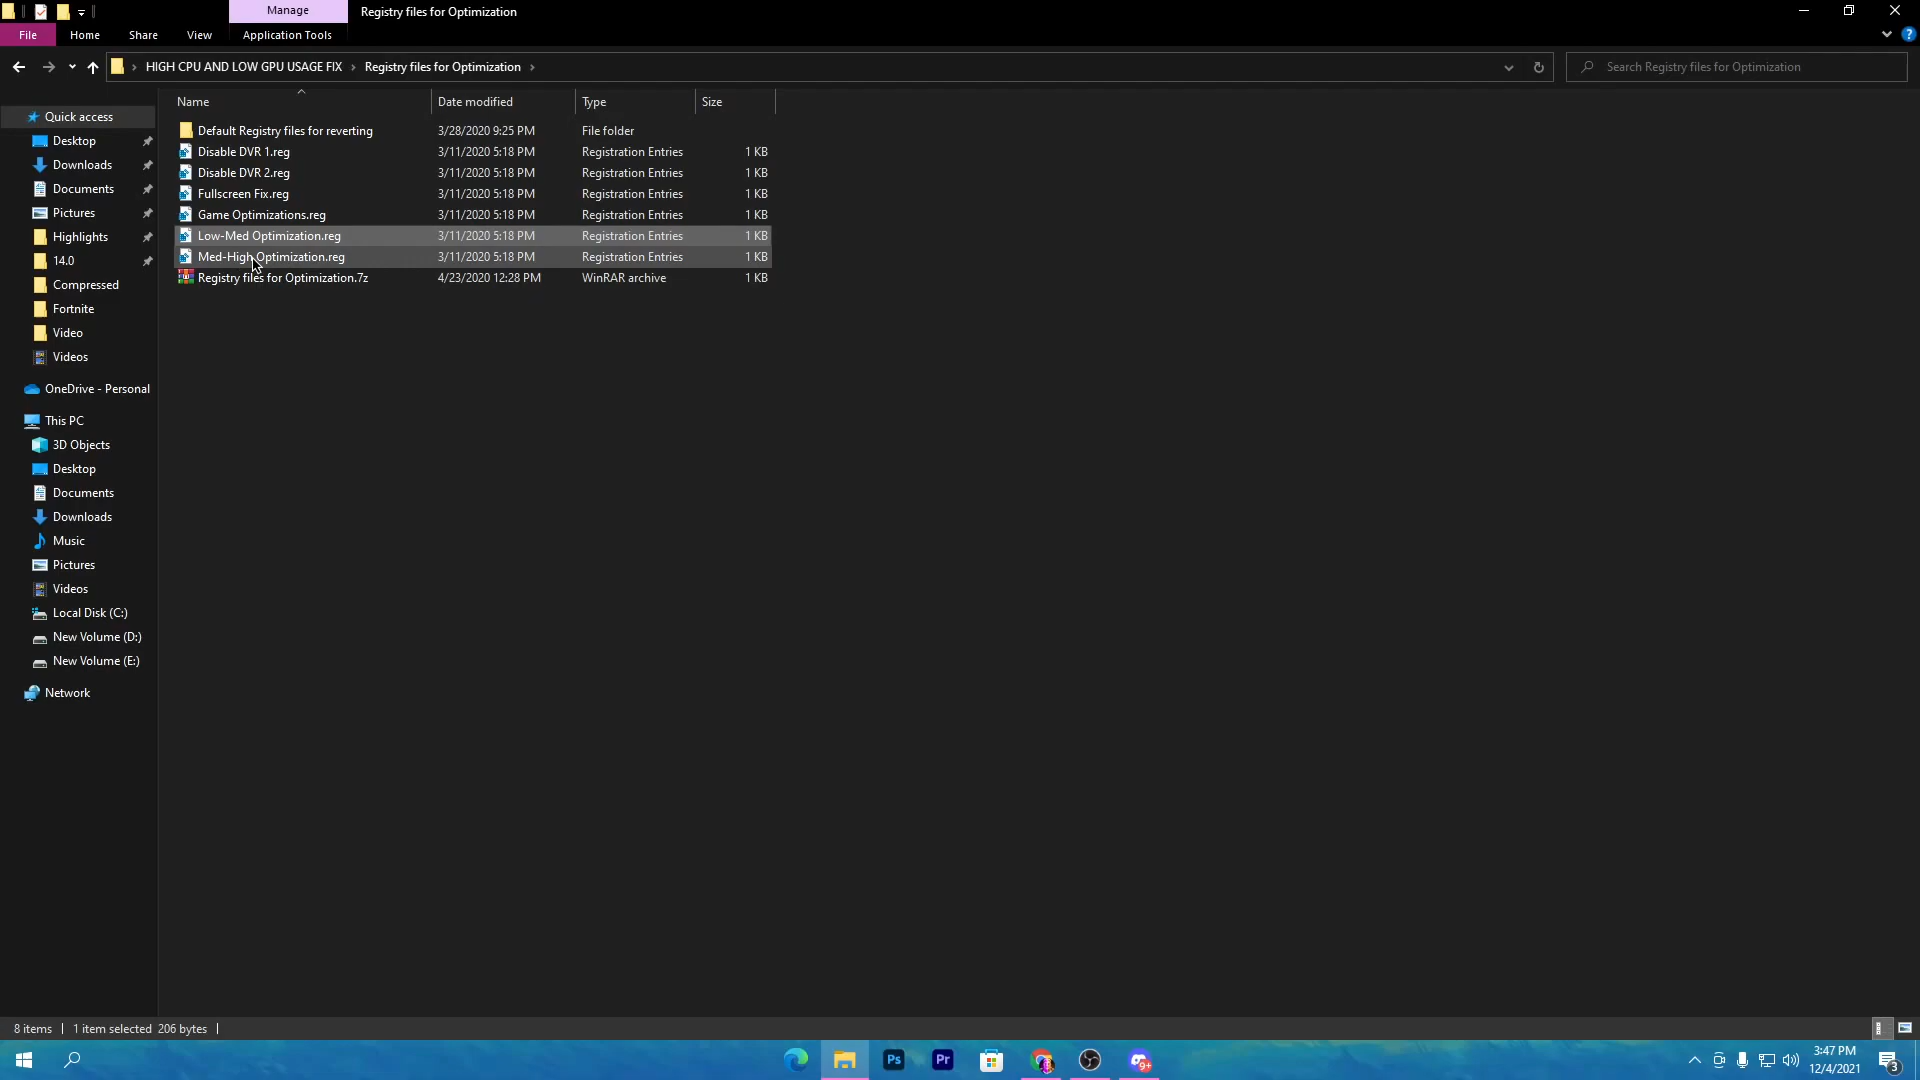 Manage
Registry files for Optimization
File
Home
Share
View
Application Tools
HIGH CPU AND LOW GPU USAGE FIX
Registry files for Optimization
Search Registry files for Optimization
Name
Date modified
Type
Size
Default Registry files for reverting 3/28/2020 9:25 PM File folder
Disable DVR 1.reg 3/11/2020 5:18 PM Registration Entries 1 KB
Disable DVR 2.reg 3/11/2020 5:18 PM Registration Entries 1 KB
Fullscreen Fix.reg 3/11/2020 5:18 PM Registration Entries 1 KB
Game Optimizations.reg 3/11/2020 5:18 PM Registration Entries 1 KB
Low-Med Optimization.reg 3/11/2020 5:18 PM Registration Entries 1 KB
Med-High Optimization.reg 3/11/2020 5:18 PM Registration Entries 1 KB
Registry files for Optimization.7z 4/23/2020 12:28 PM WinRAR archive 1 KB
Quick access
Desktop
Downloads
Documents
Pictures
Highlights
14.0
Compressed
Fortnite
Video
Videos
OneDrive - Personal
This PC
3D Objects
Desktop
Documents
Downloads
Music
Pictures
Videos
Local Disk (C:)
New Volume (D:)
New Volume (E:)
Network
8 items
1 item selected 206 bytes
Ps
Pr
9+
3:47 PM
12/4/2021
3